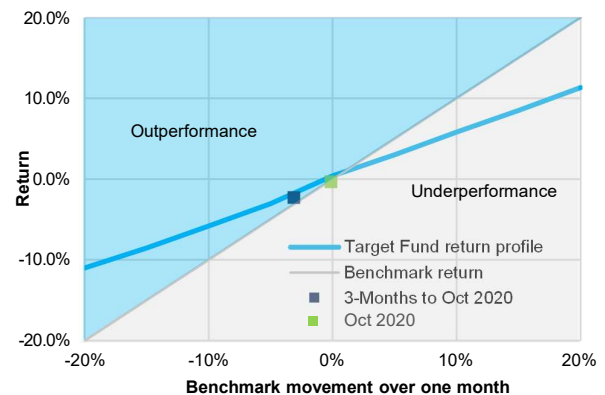 20.0%
10.0%
0.0%
-10.0%
-20.0%
Return
Outperformance
Underperformance
Target Fund return profile
Benchmark return
3-Months to Oct 2020
Oct 2020
-20%
-10%
0%
10%
20%
Benchmark movement over one month